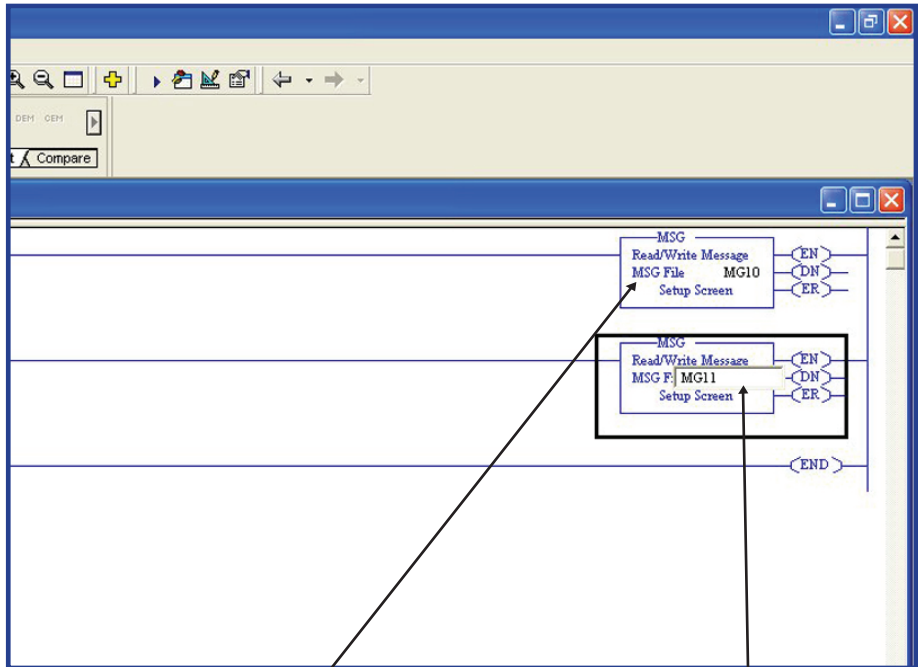 DEM OEM
t Compare
MSG
Read/Write Message
EN
MSG File MG10
DN
Setup Screen
ER
MSG
Read/Write Message
EN
MSG F: MG11
DN
Setup Screen
ER
END